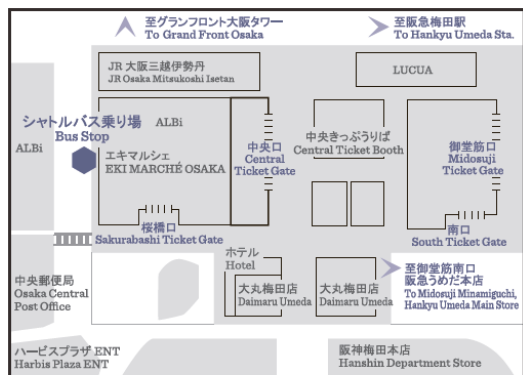 至グランフロント大阪タワー
To Grand Front Osaka
至阪急梅田駅
To Hankyu Umeda Sta.
JR 大阪三越伊勢丹
JR Osaka Mitsukoshi Isetan
LUCUA
シャトルバス乗り場
Bus Stop
ALBi
ALBi
エキマルシェ
EKI MARCHÉ OSAKA
中央口
Central
Ticket Gate
中央きっぷうりば
Central Ticket Booth
御堂筋口
Midosuji
Ticket Gate
桜橋口
Sakurabashi Ticket Gate
南口
South Ticket Gate
ホテル
Hotel
中央郵便局
Osaka Central
Post Office
大丸梅田店
Daimaru Umeda
大丸梅田店
Daimaru Umeda
至御堂筋南口
阪急うめだ本店
To Midosuji Minamiguchi,
Hankyu Umeda Main Store
ハービスプラザ ENT
Harbis Plaza ENT
阪神梅田本店
Hanshin Department Store